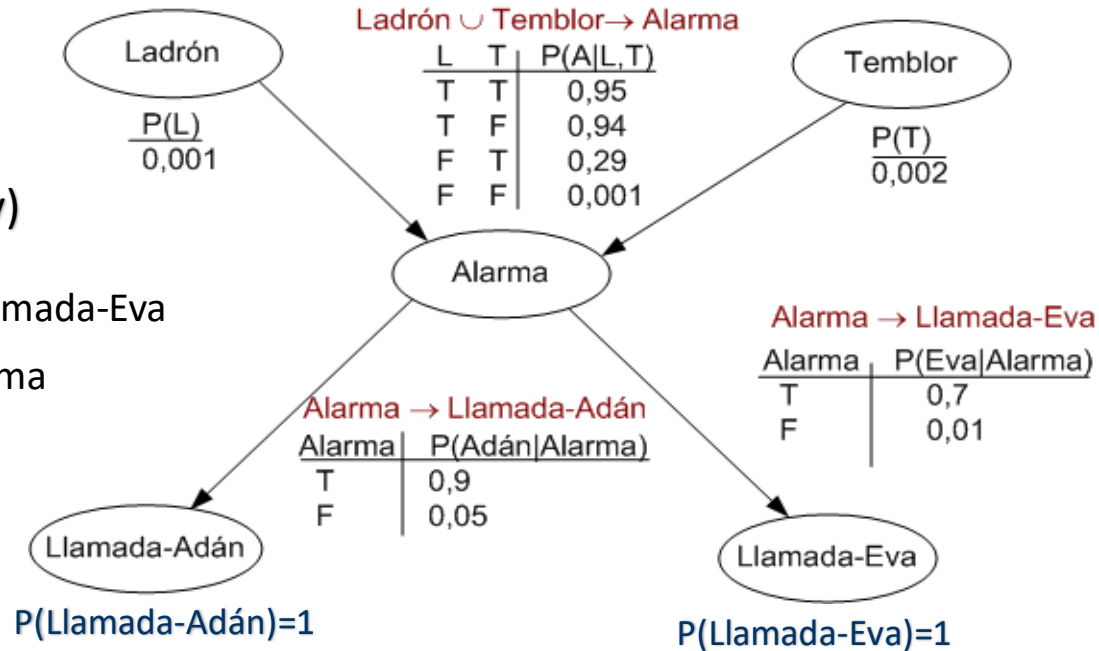 Ladrón ∪ Temblor→ Alarma
L T P(A|L,T)
T T 0,95
T F 0,94
F T 0,29
F F 0,001
Ladrón
P(L)
0,001
Temblor
P(T)
0,002
)
Alarma
mada-Eva
ma
Alarma → Llamada-Eva
Alarma P(Eva|Alarma)
T 0,7
F 0,01
Alarma → Llamada-Adán
Alarma P(Adán|Alarma)
T 0,9
F 0,05
Llamada-Adán
P(Llamada-Adán)=1
Llamada-Eva
P(Llamada-Eva)=1